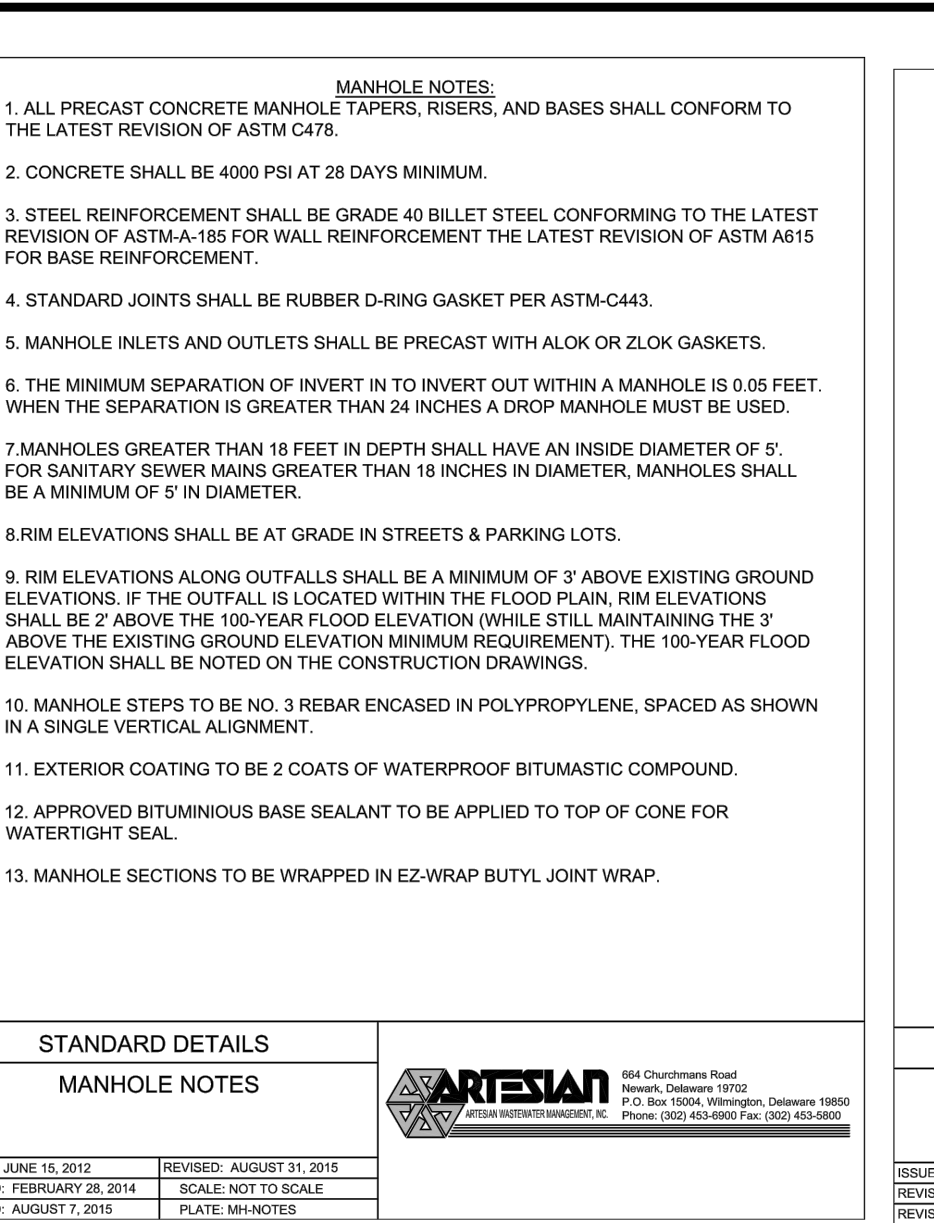 MANHOLE NOTES:
1. ALL PRECAST CONCRETE MANHOLE TAPERS, RISERS, AND BASES SHALL CONFORM TO
THE LATEST REVISION OF ASTM C478.
2. CONCRETE SHALL BE 4000 PSI AT 28 DAYS MINIMUM.
3. STEEL REINFORCEMENT SHALL BE GRADE 40 BILLET STEEL CONFORMING TO THE LATEST
REVISION OF ASTM-A-185 FOR WALL REINFORCEMENT THE LATEST REVISION OF ASTM A615
FOR BASE REINFORCEMENT.
4. STANDARD JOINTS SHALL BE RUBBER D-RING GASKET PER ASTM-C443.
5. MANHOLE INLETS AND OUTLETS SHALL BE PRECAST WITH ALOK OR ZLOK GASKETS.
6. THE MINIMUM SEPARATION OF INVERT IN TO INVERT OUT WITHIN A MANHOLE IS 0.05 FEET.
WHEN THE SEPARATION IS GREATER THAN 24 INCHES A DROP MANHOLE MUST BE USED.
7.MANHOLES GREATER THAN 18 FEET IN DEPTH SHALL HAVE AN INSIDE DIAMETER OF 5'.
FOR SANITARY SEWER MAINS GREATER THAN 18 INCHES IN DIAMETER, MANHOLES SHALL
BE A MINIMUM OF 5' IN DIAMETER.
8.RIM ELEVATIONS SHALL BE AT GRADE IN STREETS & PARKING LOTS.
9. RIM ELEVATIONS ALONG OUTFALLS SHALL BE A MINIMUM OF 3' ABOVE EXISTING GROUND
ELEVATIONS. IF THE OUTFALL IS LOCATED WITHIN THE FLOOD PLAIN, RIM ELEVATIONS
SHALL BE 2' ABOVE THE 100-YEAR FLOOD ELEVATION (WHILE STILL MAINTAINING THE 3'
ABOVE THE EXISTING GROUND ELEVATION MINIMUM REQUIREMENT). THE 100-YEAR FLOOD
ELEVATION SHALL BE NOTED ON THE CONSTRUCTION DRAWINGS.
10. MANHOLE STEPS TO BE NO. 3 REBAR ENCASED IN POLYPROPYLENE, SPACED AS SHOWN
IN A SINGLE VERTICAL ALIGNMENT.
11. EXTERIOR COATING TO BE 2 COATS OF WATERPROOF BITUMASTIC COMPOUND.
12. APPROVED BITUMINIOUS BASE SEALANT TO BE APPLIED TO TOP OF CONE FOR
WATERTIGHT SEAL.
13. MANHOLE SECTIONS TO BE WRAPPED IN EZ-WRAP BUTYL JOINT WRAP.
STANDARD DETAILS
MANHOLE NOTES
JUNE 15, 2012
REVISED: AUGUST 31, 2015
: FEBRUARY 28, 2014
SCALE: NOT TO SCALE
: AUGUST 7, 2015
PLATE: MH-NOTES
ARTESIAN
ARTESIAN WASTEWATER MANAGEMENT, INC.
664 Churchmans Road
Newark, Delaware 19702
P.O. Box 15004, Wilmington, Delaware 19850
Phone: (302) 453-6900 Fax: (302) 453-5800
ISSUE
REVIS
REVIS